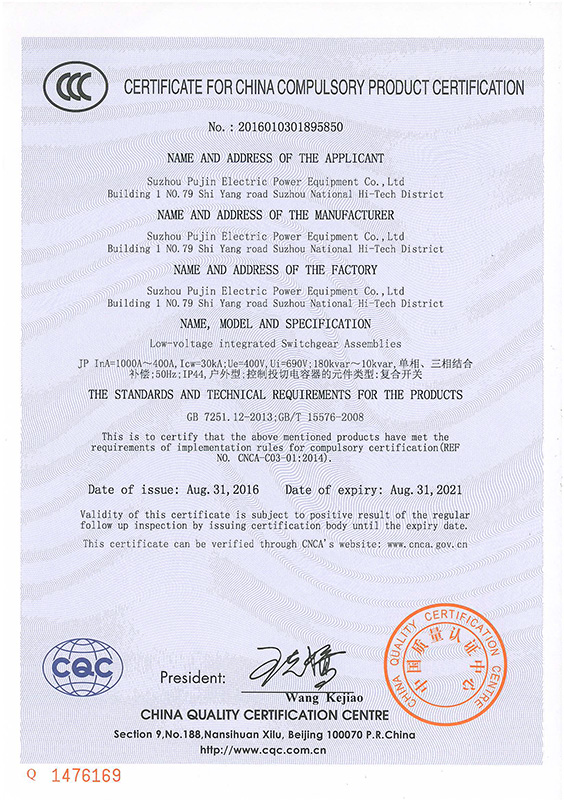 CCC
CERTIFICATE FOR CHINA COMPULSORY PRODUCT CERTIFICATION
No. : 2016010301895850
NAME AND ADDRESS OF THE APPLICANT
Suzhou Pujin Electric Power Equipment Co.,Ltd
Building 1 NO.79 Shi Yang road Suzhou National Hi-Tech District
NAME AND ADDRESS OF THE MANUFACTURER
Suzhou Pujin Electric Power Equipment Co.,Ltd
Building 1 NO.79 Shi Yang road Suzhou National Hi-Tech District
NAME AND ADDRESS OF THE FACTORY
Suzhou Pujin Electric Power Equipment Co.,Ltd
Building 1 NO.79 Shi Yang road Suzhou National Hi-Tech District
NAME, MODEL AND SPECIFICATION
Low-voltage integrated Switchgear Assemblies
JP InA=1000A～400A,Icw=30kA;Ue=400V,Ui=690V;180kvar～10kvar,单相、三相结合
补偿;50Hz;IP44,户外型;控制投切电容器的元件类型:复合开关
THE STANDARDS AND TECHNICAL REQUIREMENTS FOR THE PRODUCTS
GB 7251.12-2013;GB/T 15576-2008
This is to certify that the above mentioned products have met the
requirements of implementation rules for compulsory certification(REF
NO. CNCA-C03-01:2014).
Date of issue: Aug.31,2016 Date of expiry: Aug.31,2021
Validity of this certificate is subject to positive result of the regular
follow up inspection by issuing certification body until the expiry date.
This certificate can be verified through CNCA's website: www.cnca.gov.cn
CQC
President:
Wang Kejiao
CHINA QUALITY CERTIFICATION CENTRE
中国质量认证中心
CHINA QUALITY CERTIFICATION CENTRE
Section 9,No.188,Nansihuan Xilu, Beijing 100070 P.R.China
http://www.cqc.com.cn
Q 1476169